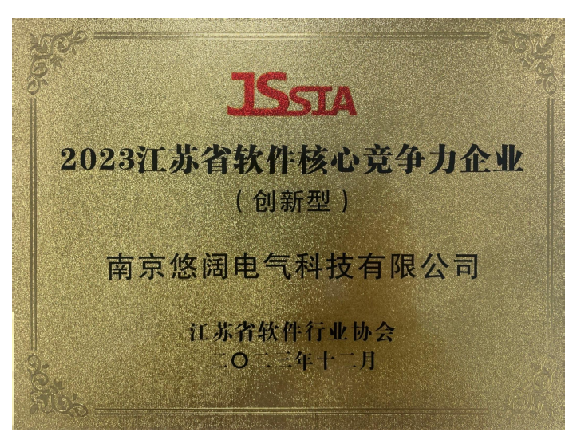 JSSIA
2023江苏省软件核心竞争力企业
（创新型）
南京悠阔电气科技有限公司
江苏省软件行业协会
二〇二三年十二月